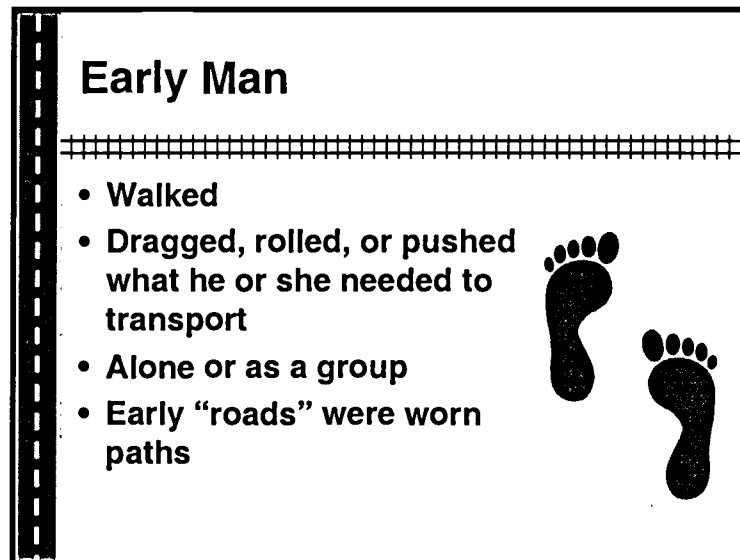 Early Man
• Walked
• Dragged, rolled, or pushed
what he or she needed to
transport
• Alone or as a group
• Early “roads” were worn
paths